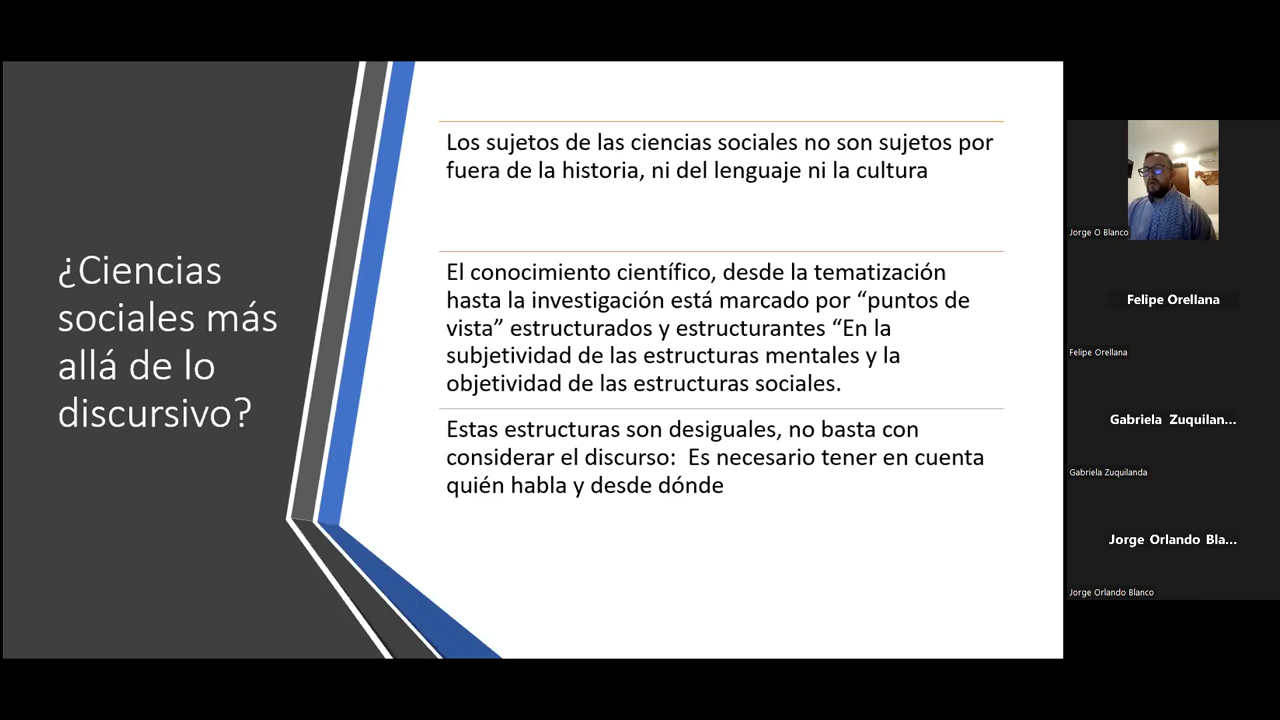 ¿Ciencias
sociales más
allá de lo
discursivo?
Los sujetos de las ciencias sociales no son sujetos por
fuera de la historia, ni del lenguaje ni la cultura
El conocimiento científico, desde la tematización
hasta la investigación está marcado por “puntos de
vista” estructurados y estructurantes “En la
subjetividad de las estructuras mentales y la
objetividad de las estructuras sociales.
Estas estructuras son desiguales, no basta con
considerar el discurso:  Es necesario tener en cuenta
quién habla y desde dónde
Jorge O Blanco
Felipe Orellana
Felipe Orellana
Gabriela Zuquilan...
Gabriela Zuquilanda
Jorge Orlando Bla...
Jorge Orlando Blanco